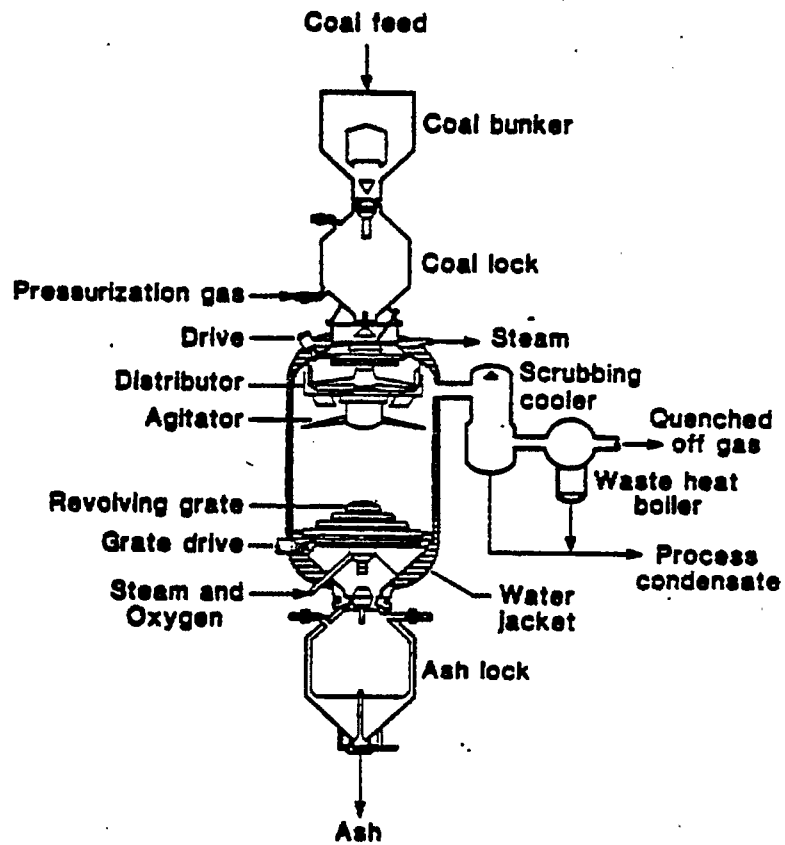 Coal feed
Coal bunker
Coal lock
Pressurization gas
Drive
Steam
Distributor
Scrubbing
cooler
Agitator
Quenched
off gas
Revolving grate
Waste heat
boiler
Grate drive
Process
condensate
Steam and
Oxygen
Water
jacket
Ash lock
Ash